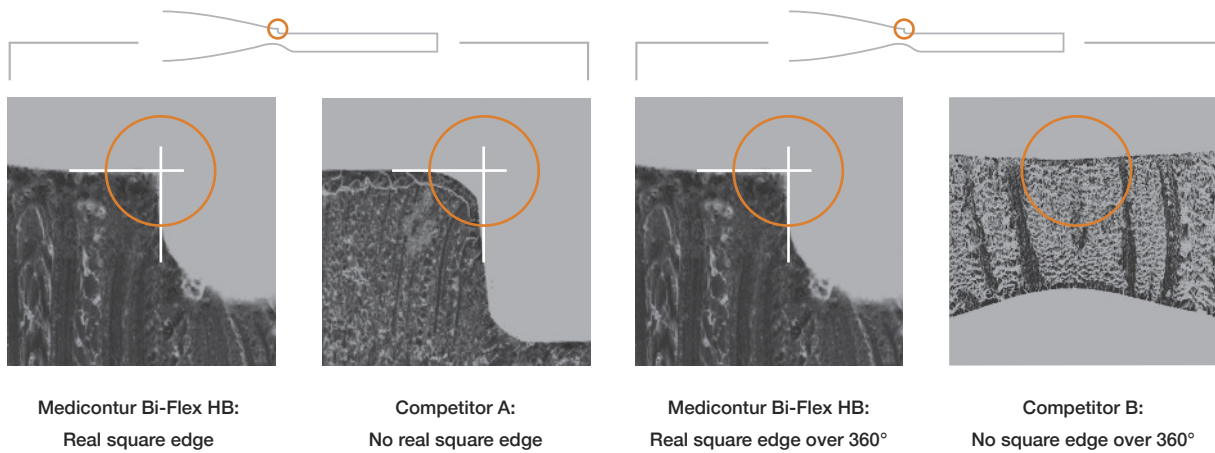 Medicontur Bi-Flex HB:
Real square edge
Competitor A:
No real square edge
Medicontur Bi-Flex HB:
Real square edge over 360°
Competitor B:
No square edge over 360°